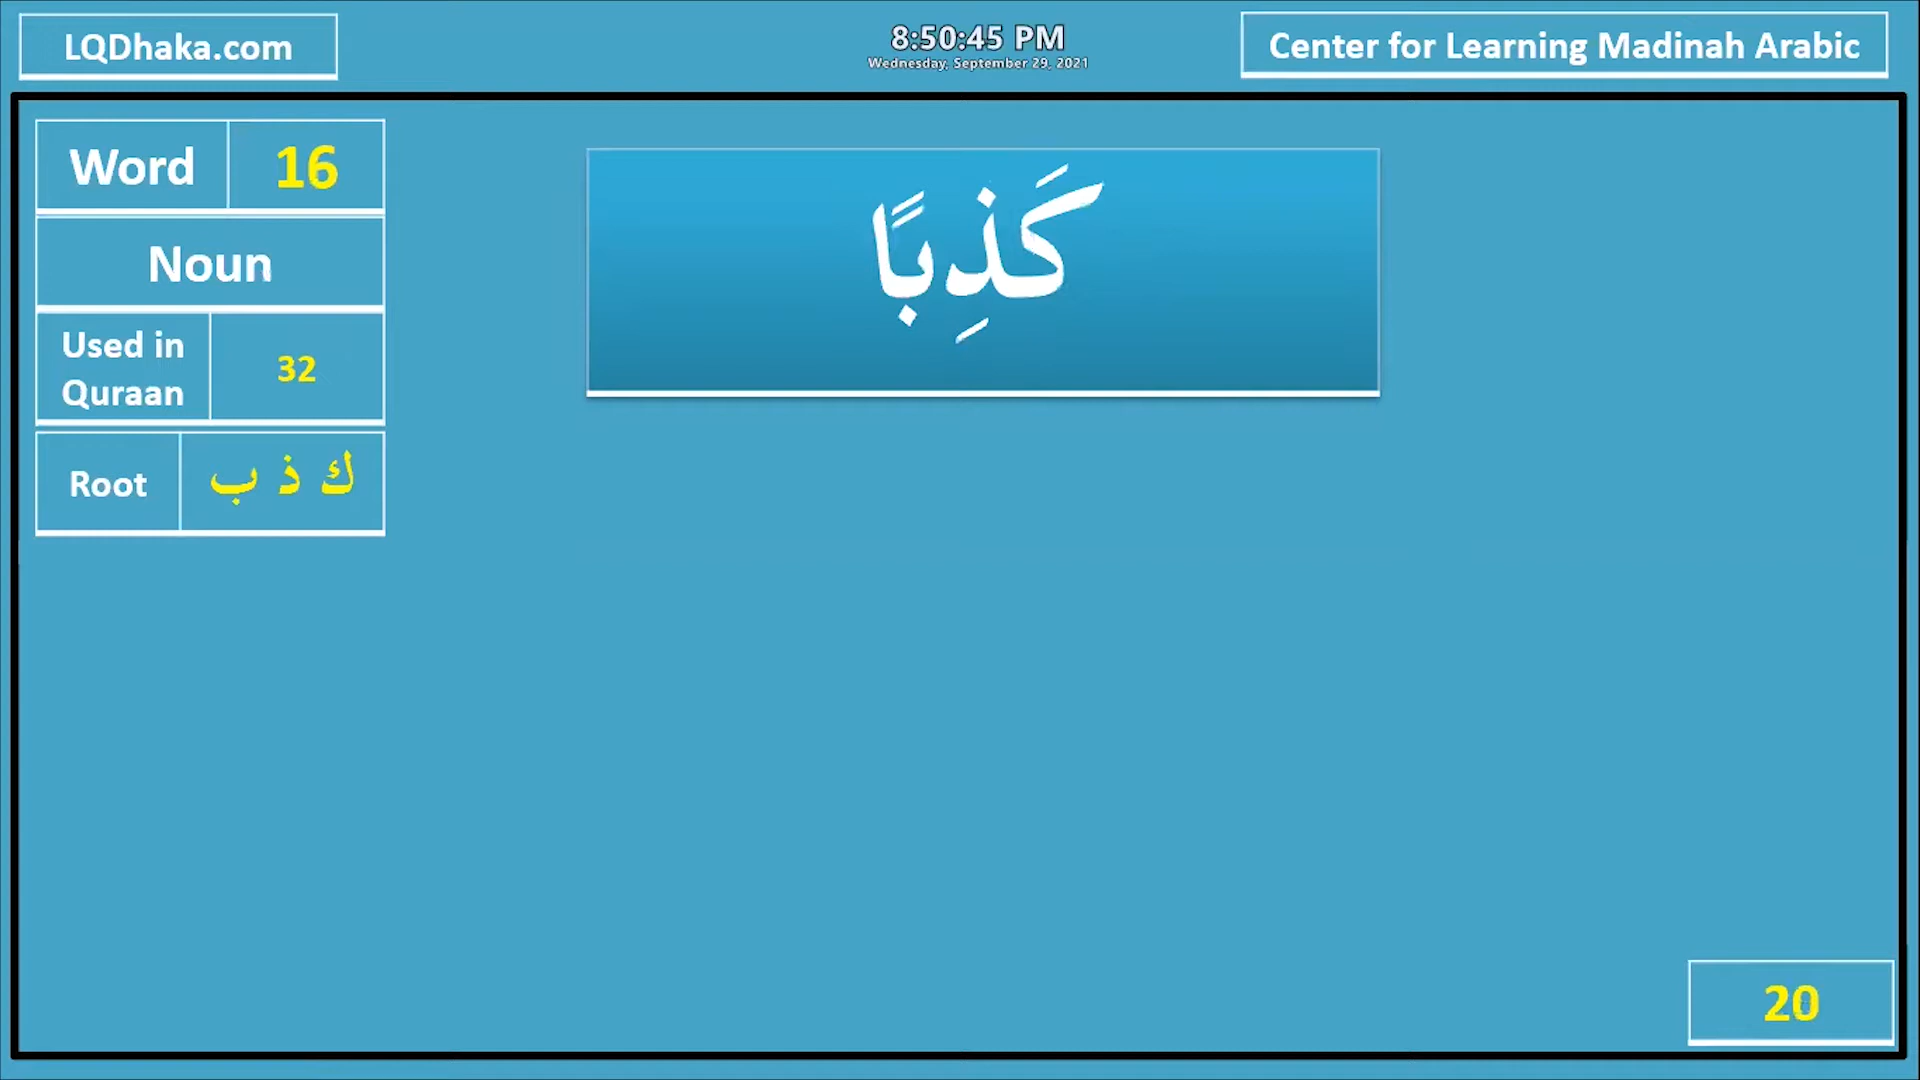 LQDhaka.com
8:50:45 PM
Wednesday, September 29, 2021
Center for Learning Madinah Arabic
Word 16
Noun
Used in
Quraan
32
Root ك ذ ب
كَذِبًا
20